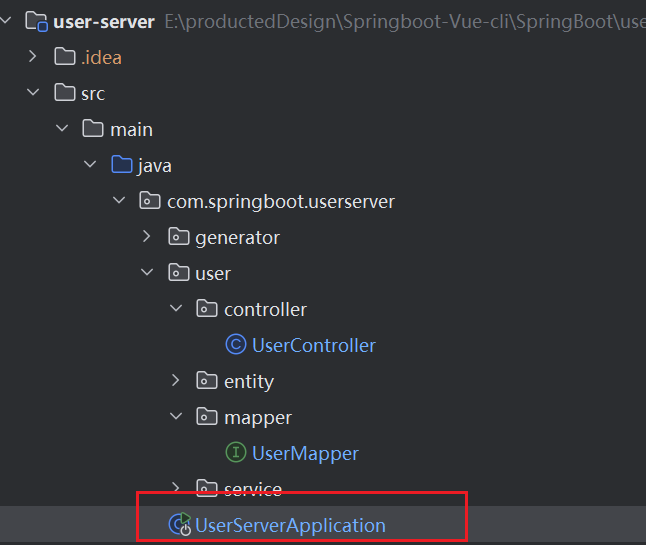 user-server E:\productedDesign\Springboot-Vue-cli\SpringBoot\use
.idea
src
main
java
com.springboot.userserver
generator
user
controller
UserController
entity
mapper
UserMapper
service
UserServerApplication